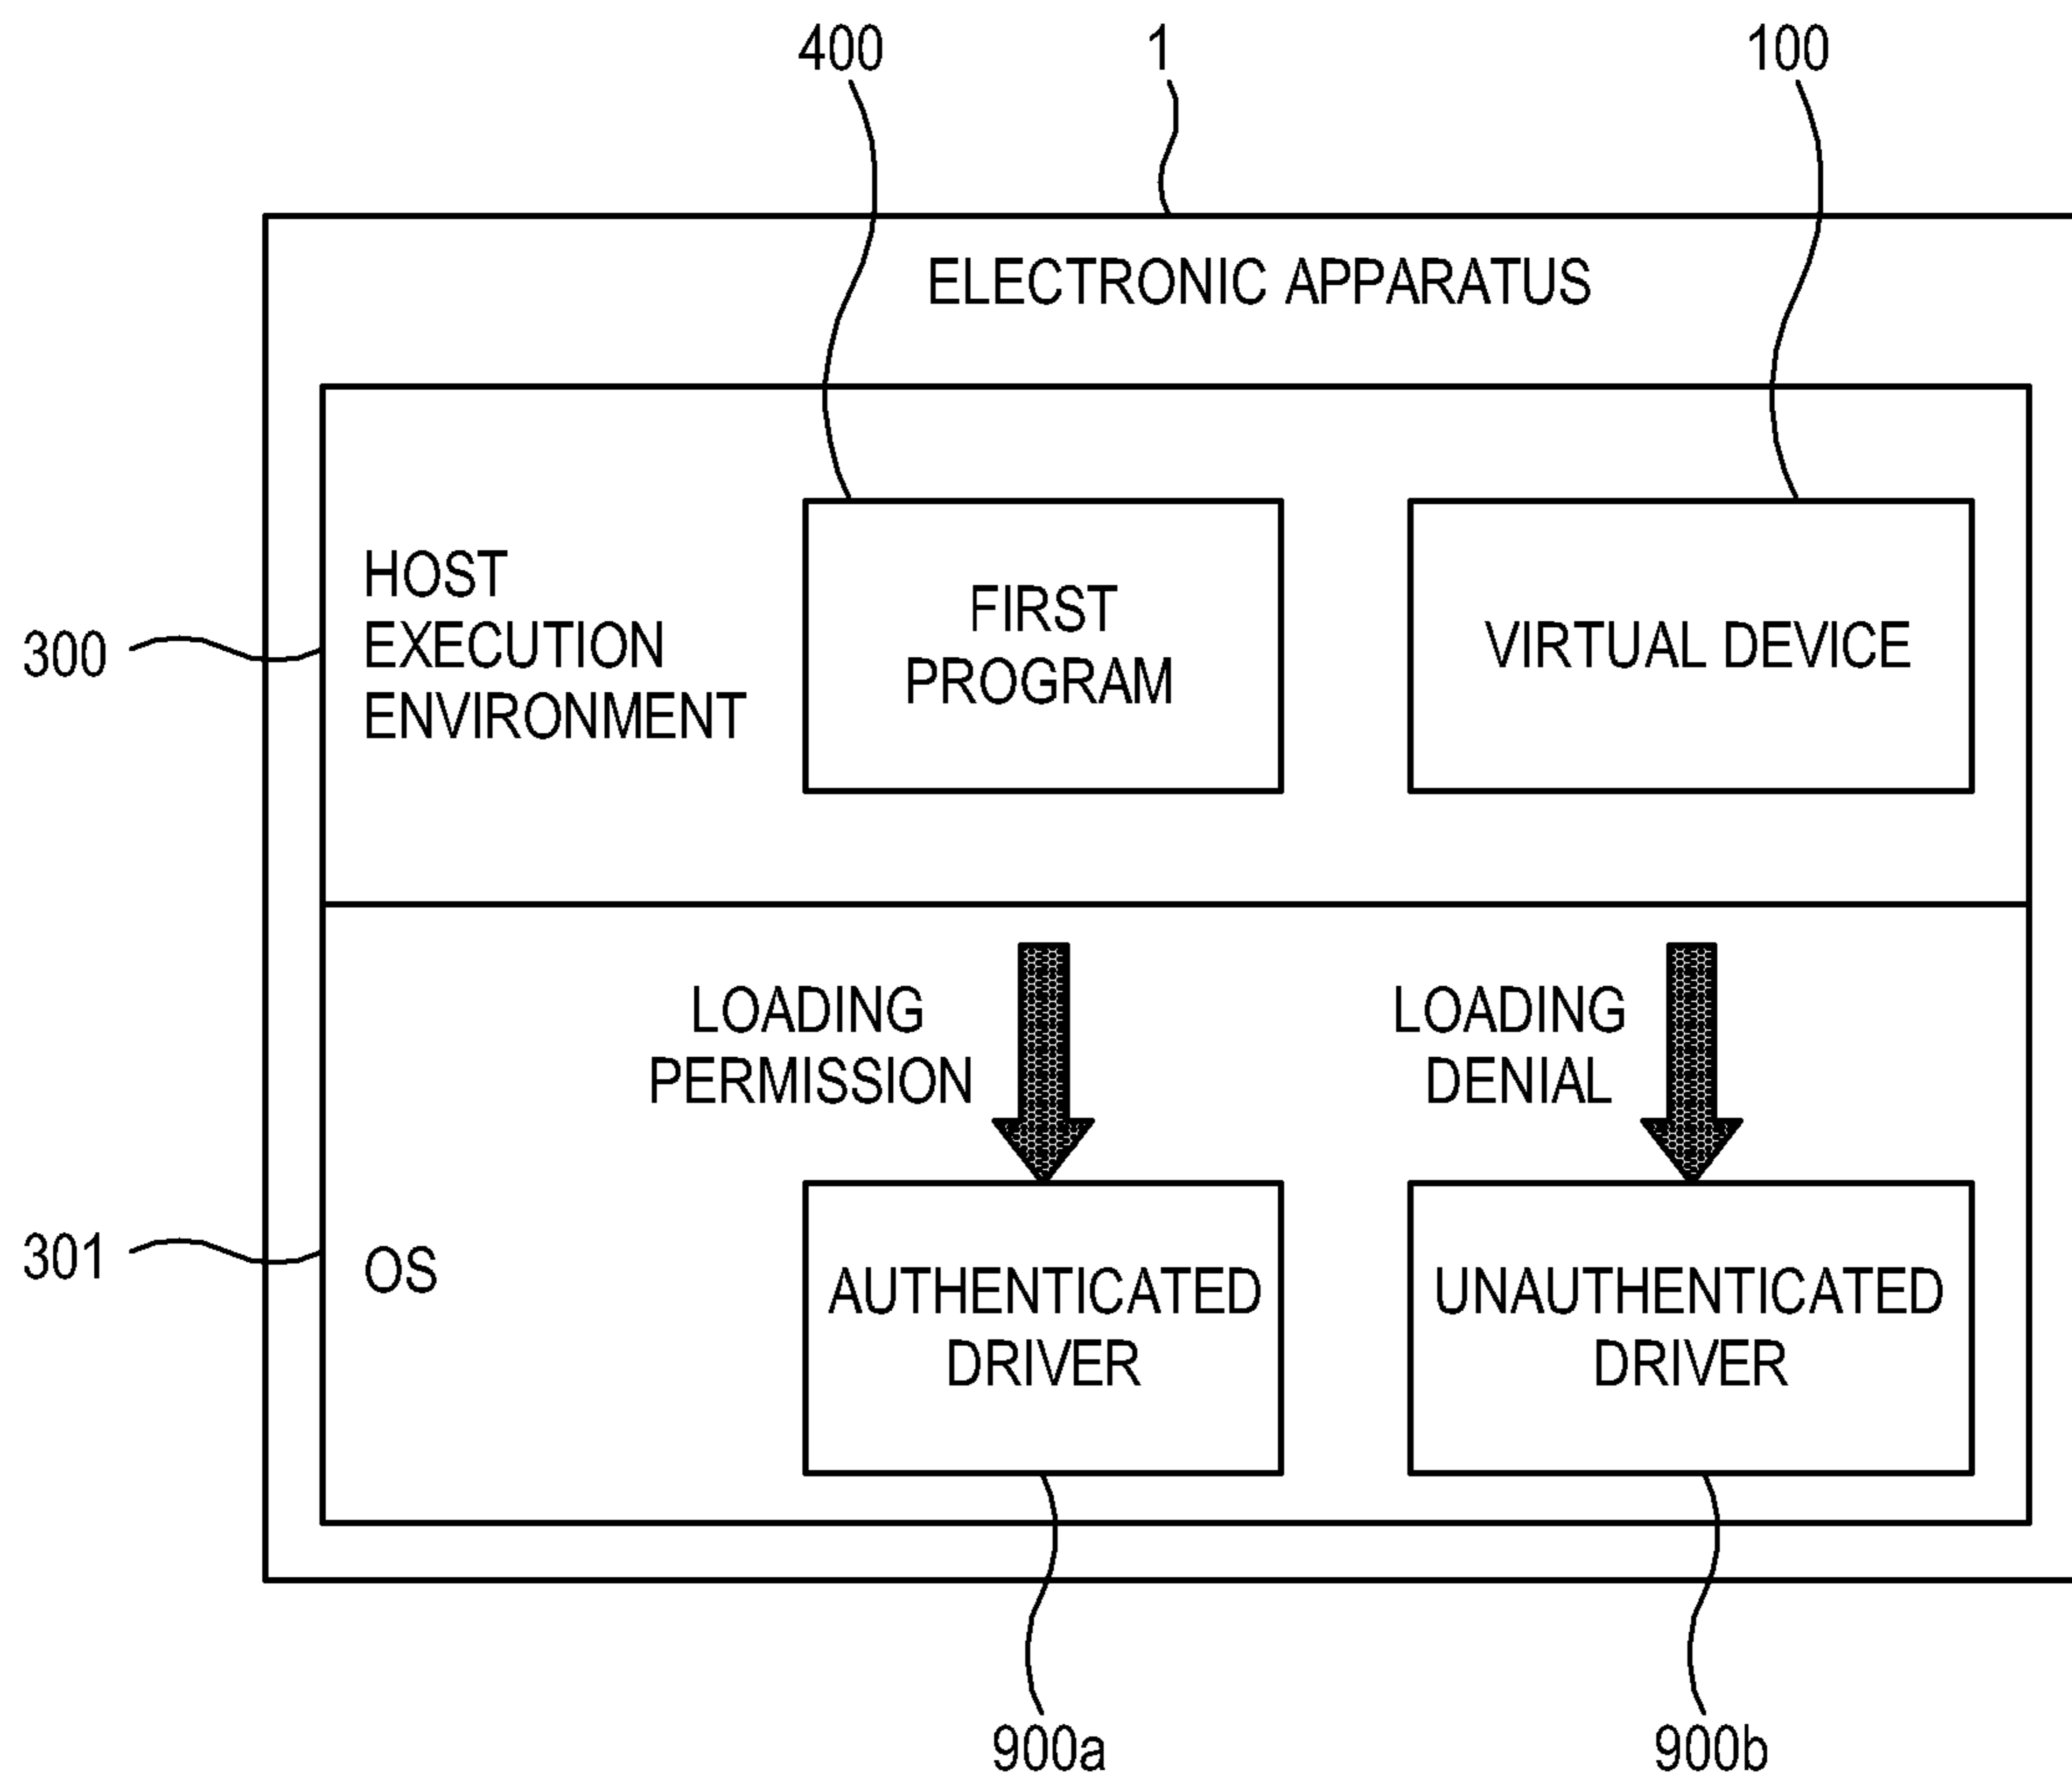 400
1
100
ELECTRONIC APPARATUS
HOST
EXECUTION
ENVIRONMENT
300
FIRST
PROGRAM
VIRTUAL DEVICE
LOADING
PERMISSION
LOADING
DENIAL
301
OS
AUTHENTICATED
DRIVER
UNAUTHENTICATED
DRIVER
900a
900b